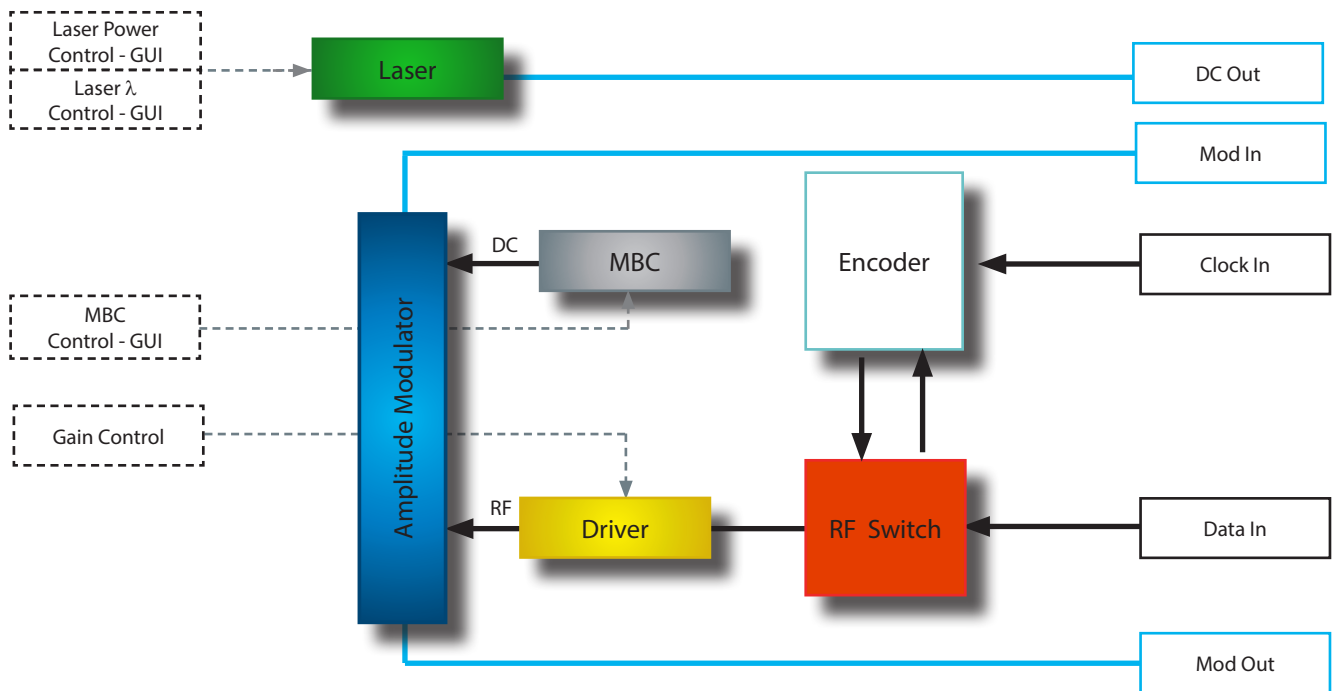 Laser Power
Control - GUI
Laser λ
Control - GUI
Laser
DC Out
Mod In
DC
MBC
Encoder
Clock In
MBC
Control - GUI
Amplitude Modulator
Gain Control
RF
Driver
RF Switch
Data In
Mod Out